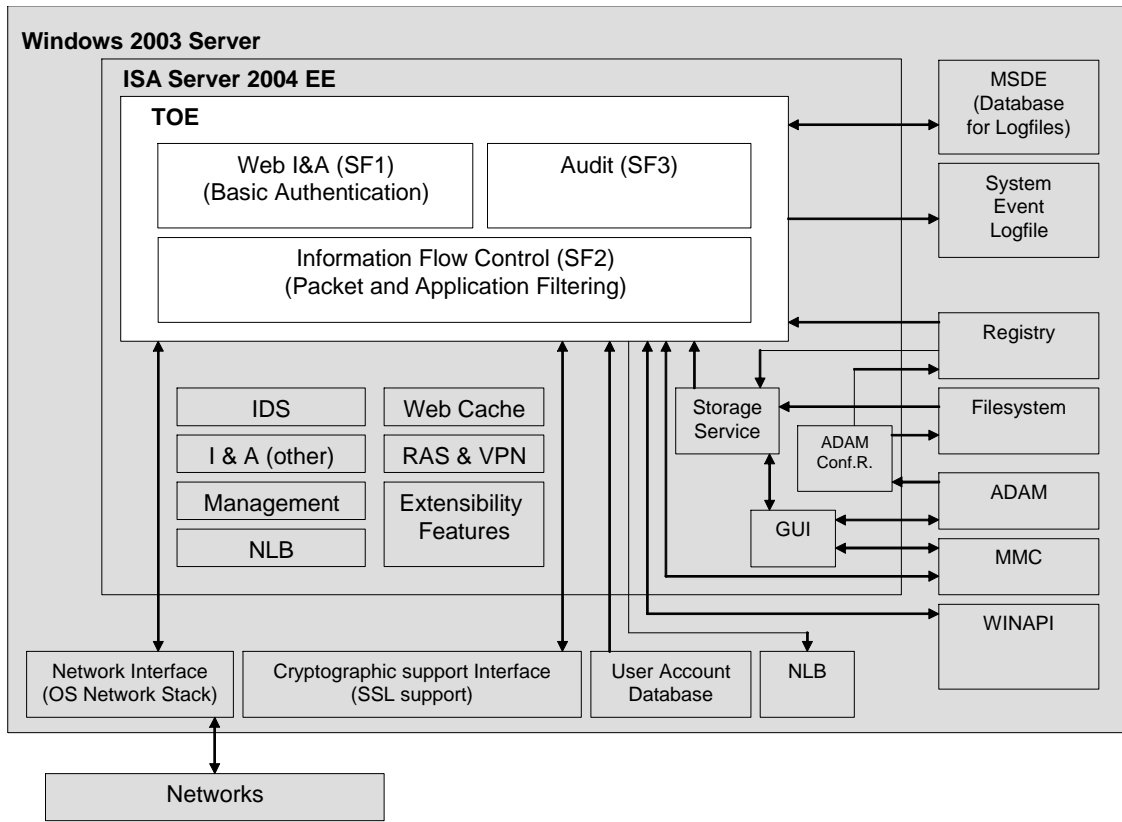 Windows 2003 Server
ISA Server 2004 EE
TOE
Web I&A (SF1)
(Basic Authentication)
Audit (SF3)
Information Flow Control (SF2)
(Packet and Application Filtering)
MSDE
(Database
for Logfiles)
System
Event
Logfile
Registry
Filesystem
ADAM
MMC
WINAPI
IDS
Web Cache
I & A (other)
RAS & VPN
Management
Extensibility
Features
NLB
Storage
Service
ADAM
Conf.R.
GUI
Network Interface
(OS Network Stack)
Cryptographic support Interface
(SSL support)
User Account
Database
NLB
Networks